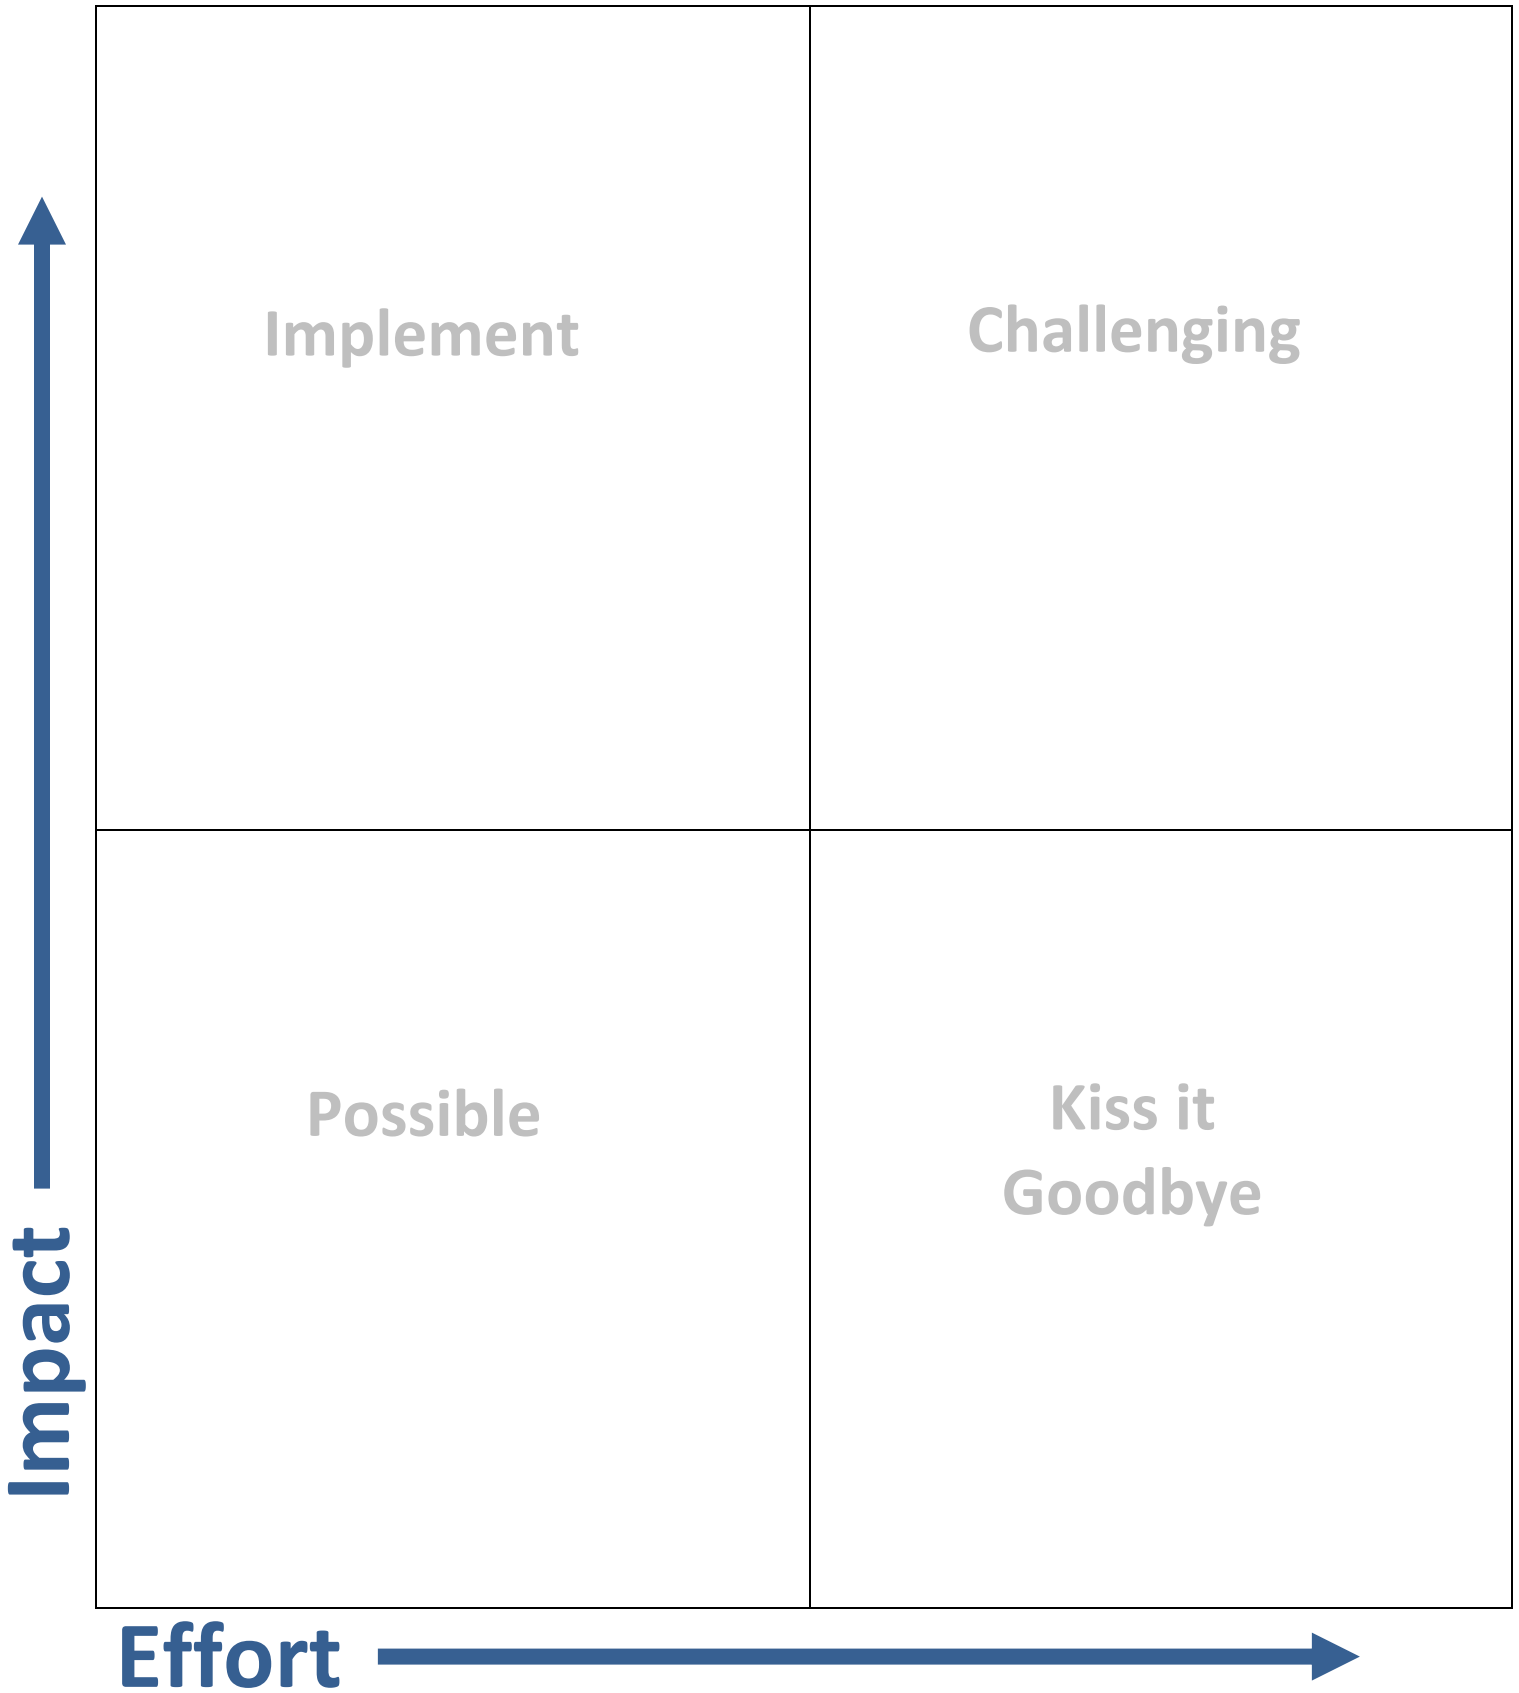 Implement
Challenging
Possible
Kiss it
Goodbye
Impact
Effort